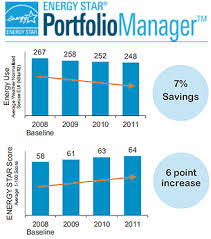 ENERGY STAR®
PortfolioManager™
ENERGY STAR
267
258
252
248
Energy Use
7%
Savings
2008
2009
2010
2011
Baseline
58
61
63
64
ENERGY STAR Score
6 point
increase
2008
2009
2010
2011
Baseline